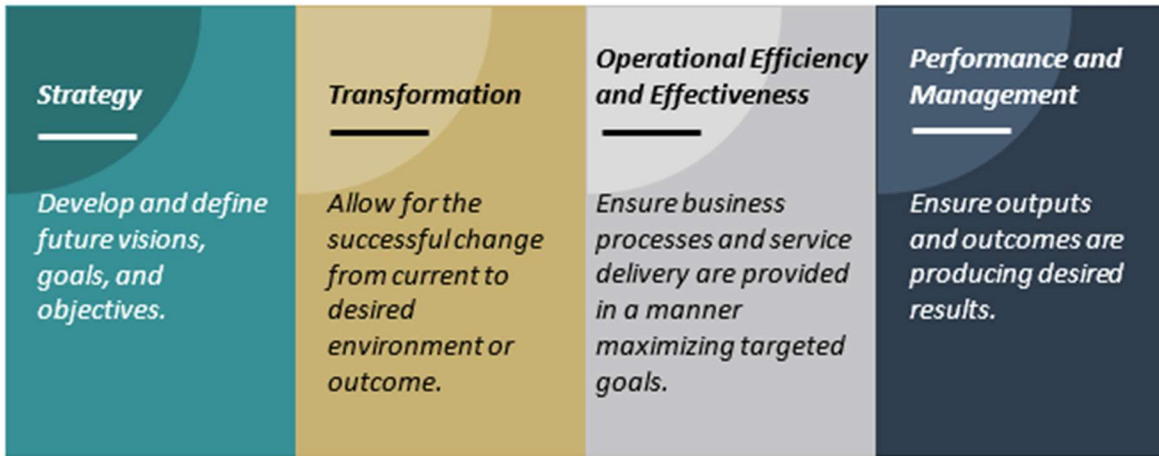 Strategy
Develop and define
future visions,
goals, and
objectives.
Transformation
Allow for the
successful change
from current to
desired
environment or
outcome.
Operational Efficiency
and Effectiveness
Ensure business
processes and service
delivery are provided
in a manner
maximizing targeted
goals.
Performance and
Management
Ensure outputs
and outcomes are
producing desired
results.